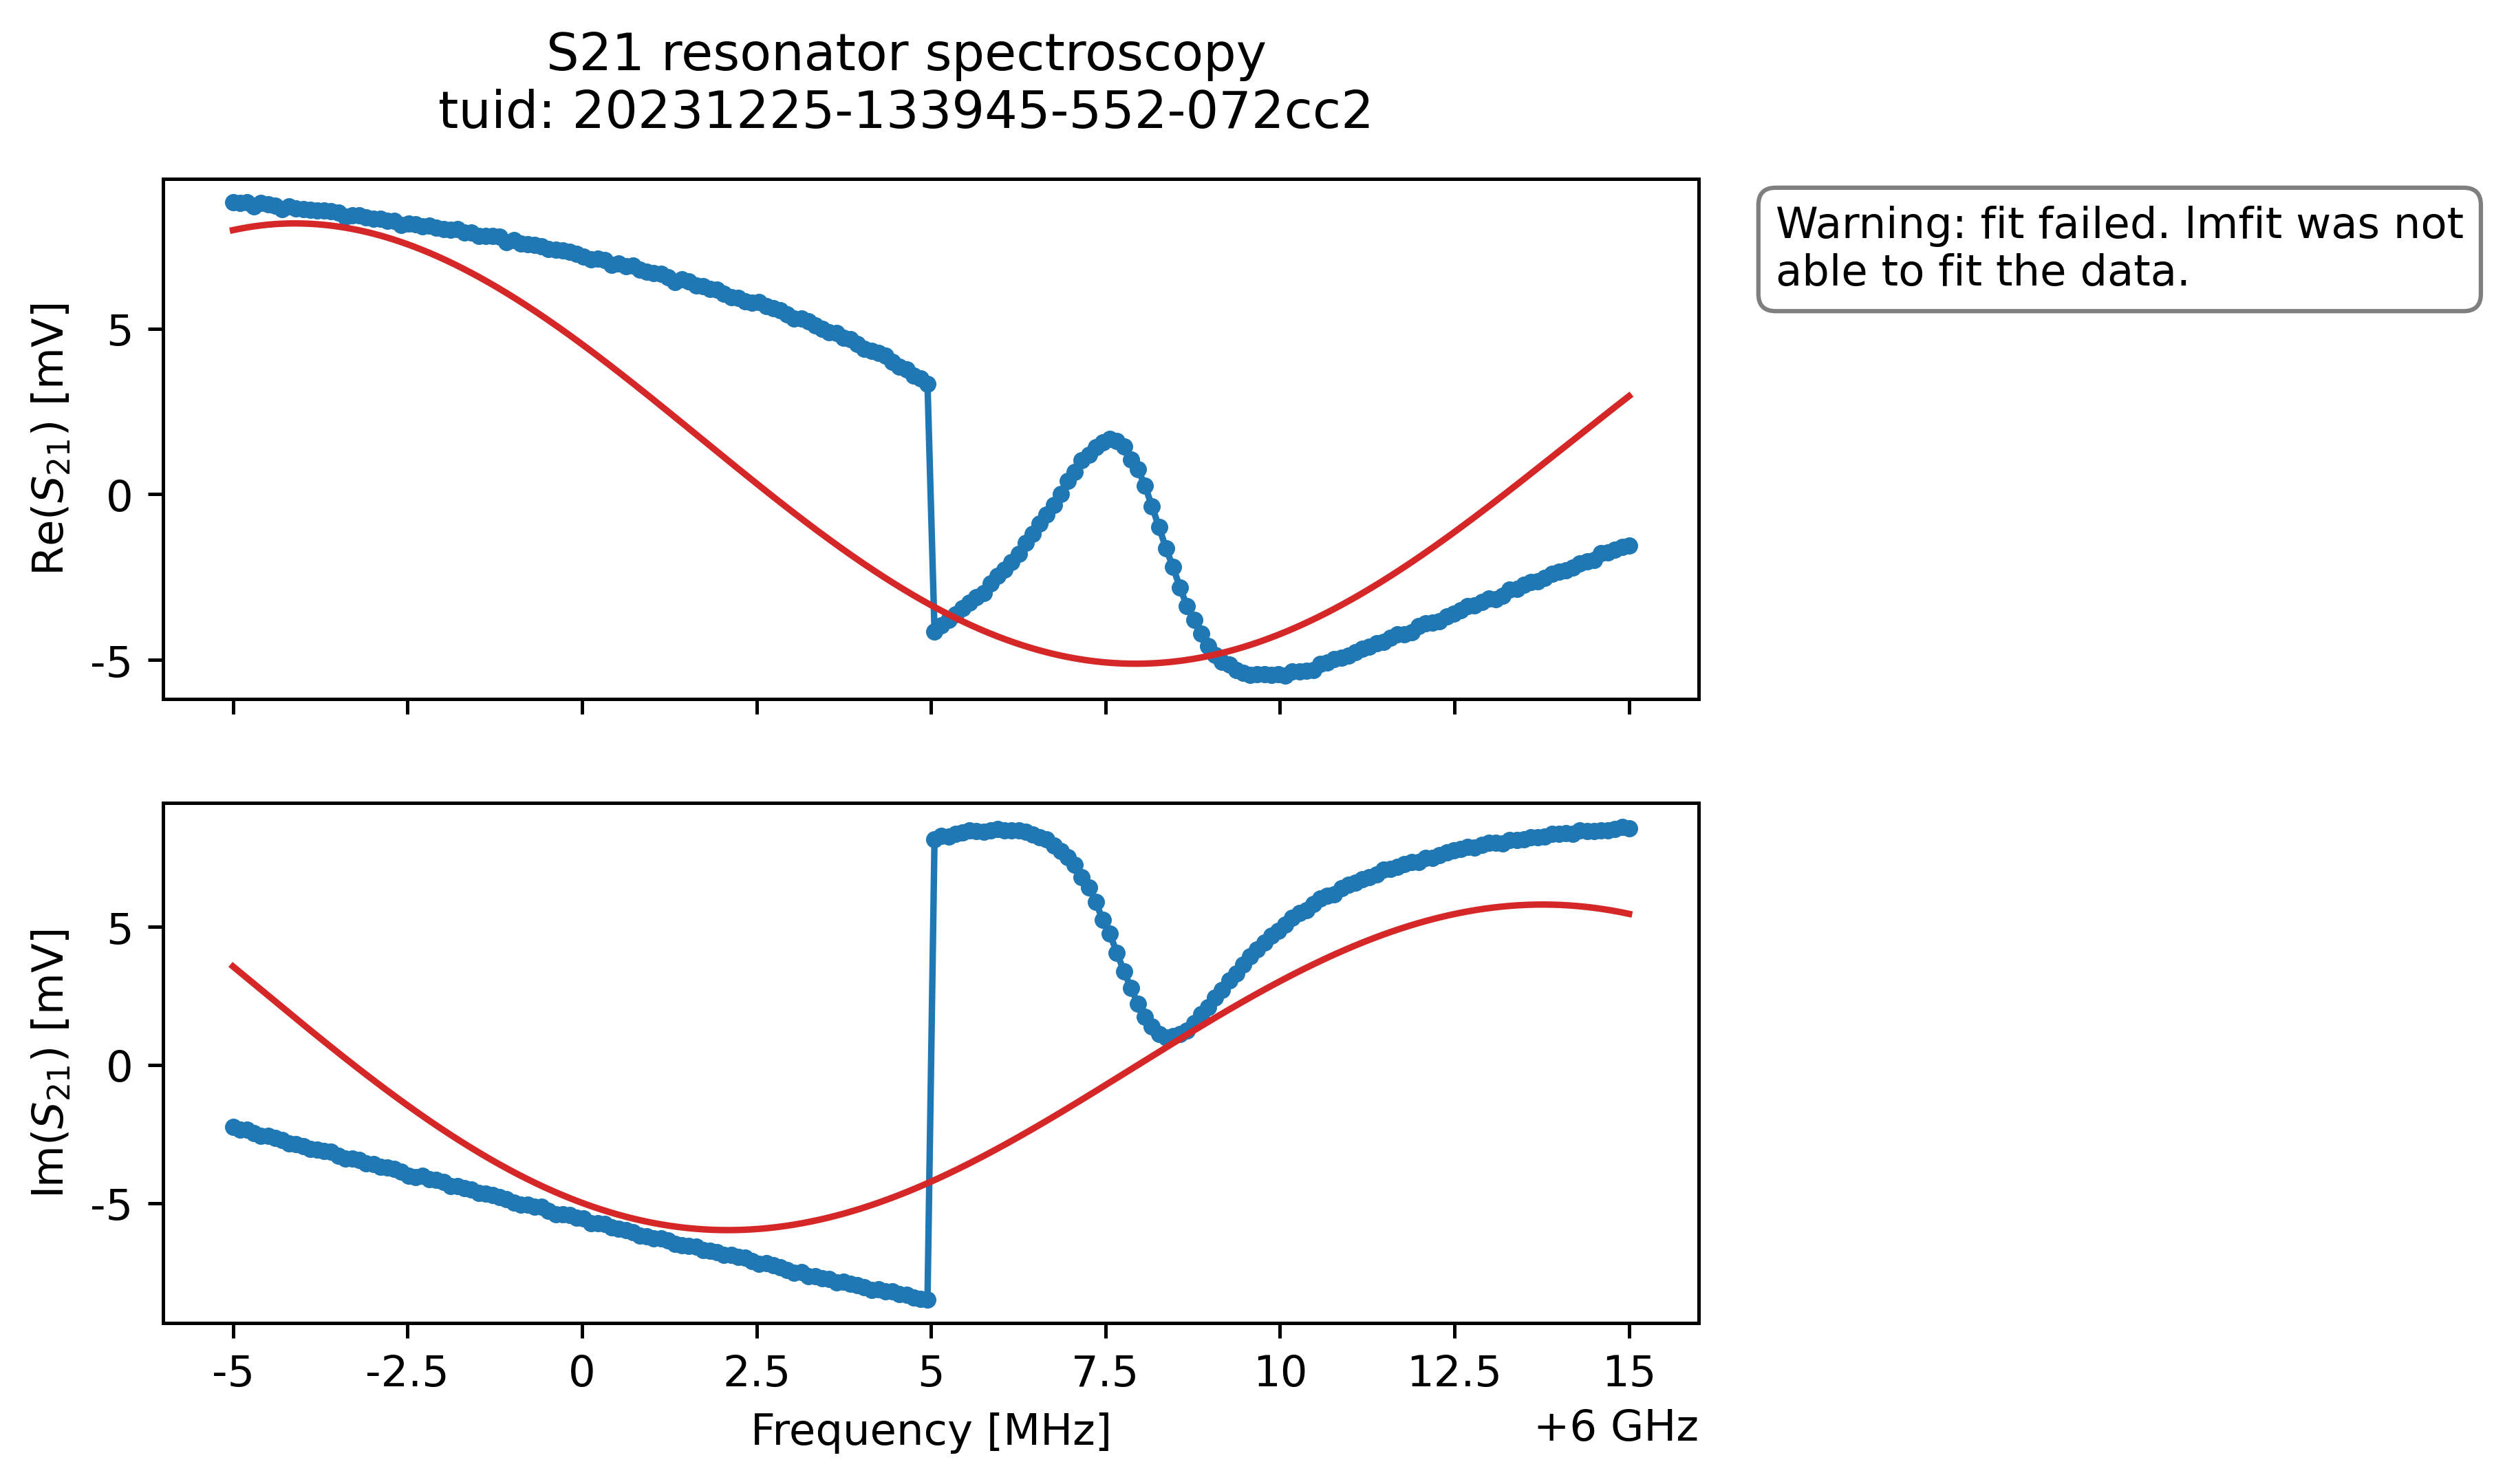 S21 resonator spectroscopy
tuid: 20231225-133945-552-072cc2
Warning: fit failed. lmfit was not
able to fit the data.
Re(S₂₁) [mV]
5
0
-5
Im(S₂₁) [mV]
5
0
-5
-5 -2.5 0 2.5 5 7.5 10 12.5 15
Frequency [MHz]
+6 GHz